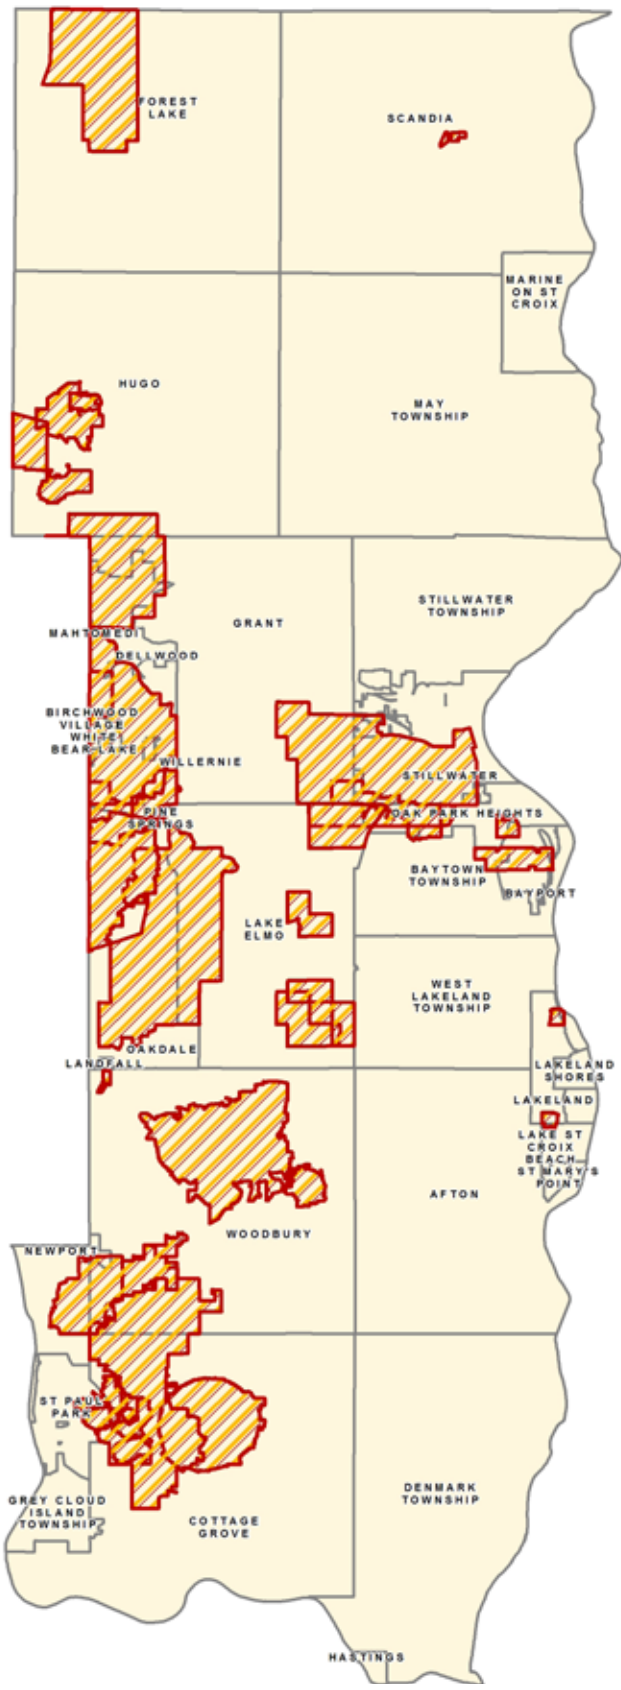 FOREST
LAKE
SCANDIA
MARINE
ON ST
CROIX
HUGO
MAY
TOWNSHIP
STILLWATER
TOWNSHIP
GRANT
MAHTOMEDI
DELLWOOD
BIRCHWOOD
VILLAGE
WHITE
BEAR LAKE
WILLERNIE
STILLWATER
PINE
SPRINGS
OAK PARK HEIGHTS
BAYTOWN
TOWNSHIP
BAYPORT
LAKE
ELMO
WEST
LAKELAND
TOWNSHIP
OAKDALE
LANDFALL
LAKELAND
SHORES
LAKELAND
LAKE ST
CROIX
BEACH
ST MARY'S
POINT
AFTON
WOODBURY
NEWPORT
ST PAUL
PARK
DENMARK
TOWNSHIP
GREY CLOUD
ISLAND
TOWNSHIP
COTTAGE
GROVE
HASTINGS